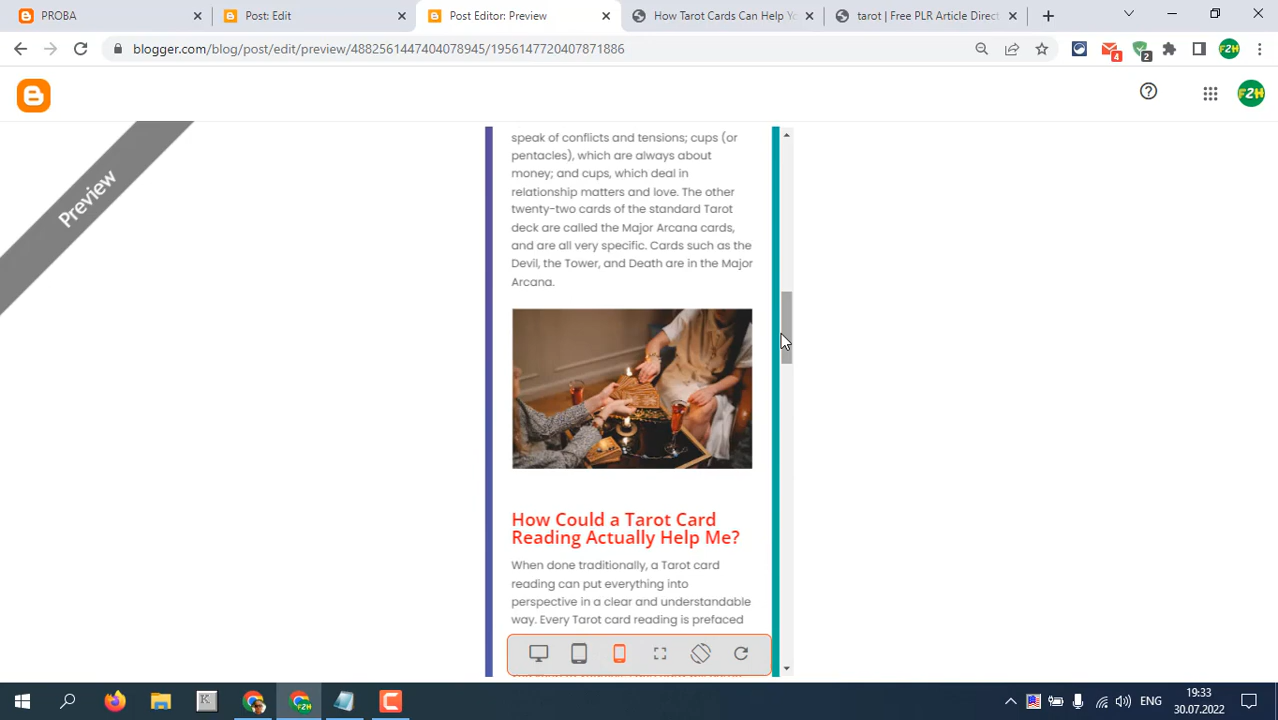 PROBA
Post: Edit
Post Editor: Preview
How Tarot Cards Can Help Yo
tarot | Free PLR Article Direct
blogger.com/blog/post/edit/preview/4882561447404078945/1956147720407871886
4
2
F2H
F2H
Preview
speak of conflicts and tensions; cups (or
pentacles), which are always about
money; and cups, which deal in
relationship matters and love. The other
twenty-two cards of the standard Tarot
deck are called the Major Arcana cards,
and are all very specific. Cards such as the
Devil, the Tower, and Death are in the Major
Arcana.
How Could a Tarot Card
Reading Actually Help Me?
When done traditionally, a Tarot card
reading can put everything into
perspective in a clear and understandable
way. Every Tarot card reading is prefaced
K
F2H
ENG
19:33
30.07.2022